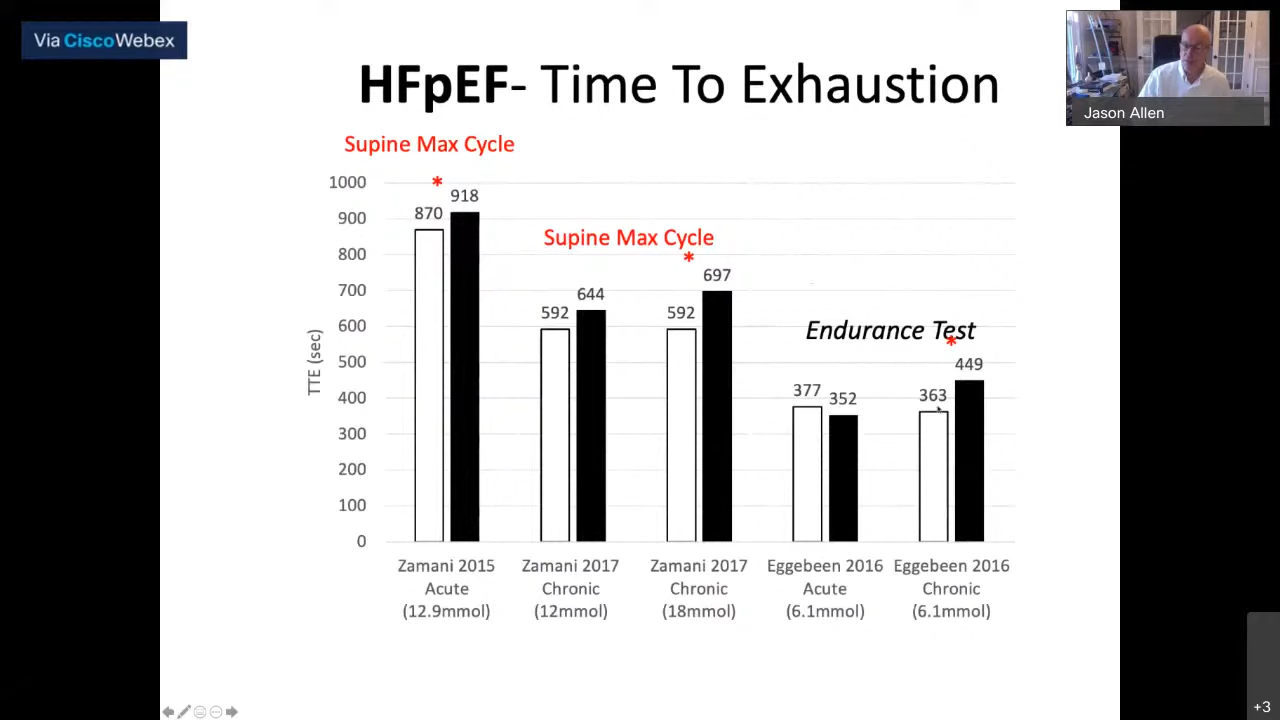 Via CiscoWebex
HFpEF- Time To Exhaustion
Jason Allen
Supine Max Cycle
*
Supine Max Cycle
*
Endurance Test
*
TTE (sec)
1000
900
800
700
600
500
400
300
200
100
0
870
918
592
644
592
697
377
352
363
449
Zamani 2015
Acute
(12.9mmol)
Zamani 2017
Chronic
(12mmol)
Zamani 2017
Chronic
(18mmol)
Eggebeen 2016
Acute
(6.1mmol)
Eggebeen 2016
Chronic
(6.1mmol)
+3